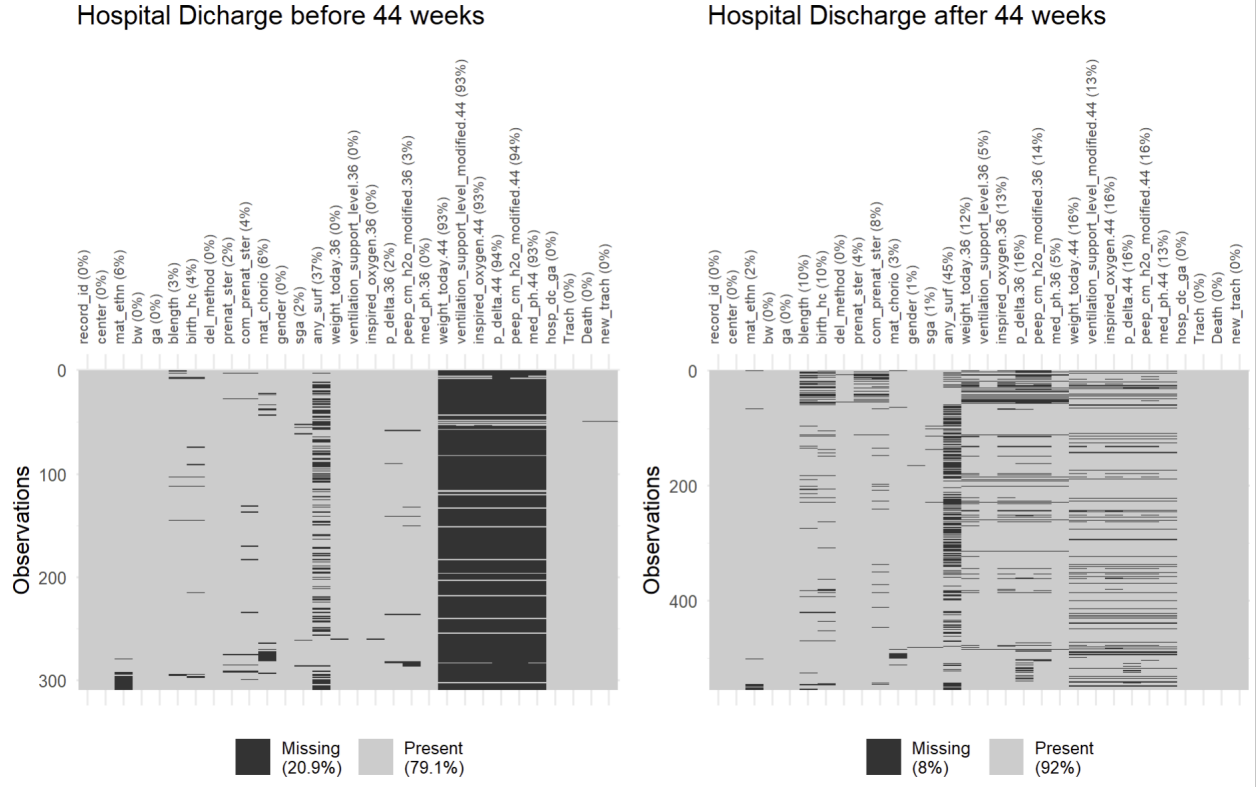 Hospital Dicharge before 44 weeks
record_id (0%)
center (0%)
mat_ethn (6%)
bw (0%)
ga (0%)
blength (3%)
birth_hc (4%)
del_method (0%)
prenat_ster (2%)
com_prenat_ster (4%)
mat_chorio (6%)
gender (0%)
sga (2%)
any_surf (37%)
weight_today.36 (0%)
ventilation_support_level.36 (0%)
inspired_oxygen.36 (0%)
p_delta.36 (2%)
peep_cm_h2o_modified.36 (3%)
med_ph.36 (0%)
weight_today.44 (93%)
ventilation_support_level_modified.44 (93%)
inspired_oxygen.44 (93%)
p_delta.44 (94%)
peep_cm_h2o_modified.44 (94%)
med_ph.44 (93%)
hosp_dc_ga (0%)
Trach (0%)
Death (0%)
new_trach (0%)
Observations
0
100
200
300
Missing
(20.9%)
Present
(79.1%)
Hospital Discharge after 44 weeks
record_id (0%)
center (0%)
mat_ethn (2%)
bw (0%)
ga (0%)
blength (10%)
birth_hc (10%)
del_method (0%)
prenat_ster (4%)
com_prenat_ster (8%)
mat_chorio (3%)
gender (1%)
sga (1%)
any_surf (45%)
weight_today.36 (12%)
ventilation_support_level.36 (5%)
inspired_oxygen.36 (13%)
p_delta.36 (16%)
peep_cm_h2o_modified.36 (14%)
med_ph.36 (5%)
weight_today.44 (16%)
ventilation_support_level_modified.44 (13%)
inspired_oxygen.44 (16%)
p_delta.44 (16%)
peep_cm_h2o_modified.44 (16%)
med_ph.44 (13%)
hosp_dc_ga (0%)
Trach (0%)
Death (0%)
new_trach (0%)
Observations
0
200
400
Missing
(8%)
Present
(92%)